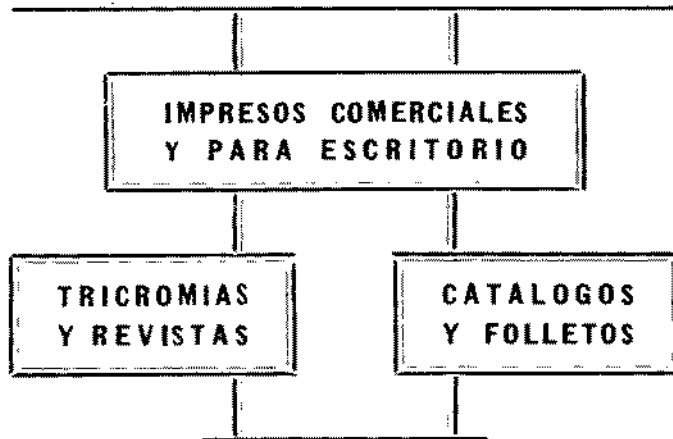 IMPRESOS COMERCIALES
Y PARA ESCRITORIO
TRICROMIAS
Y REVISTAS
CATALOGOS
Y FOLLETOS